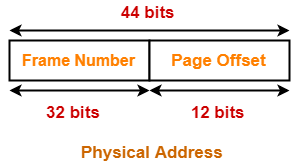 44 bits
Frame Number Page Offset
32 bits 12 bits
Physical Address